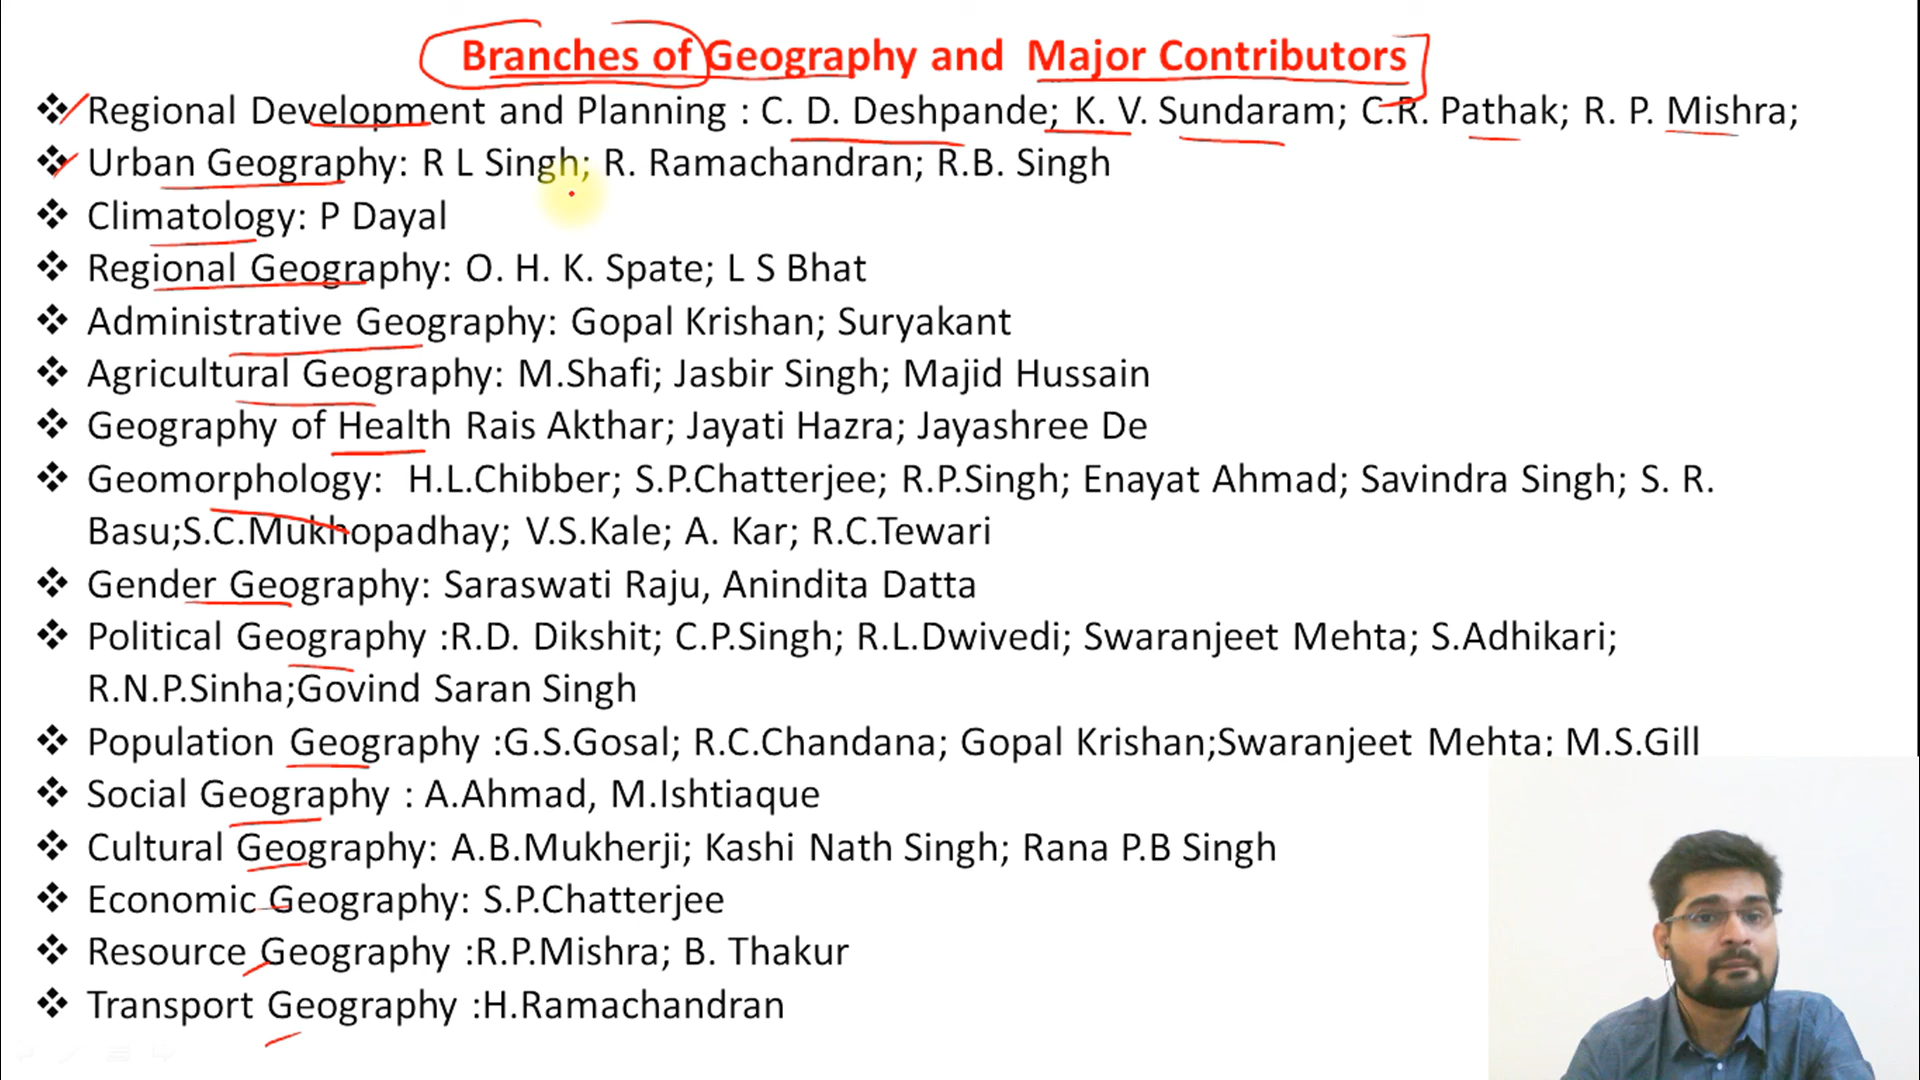 Branches of Geography and Major Contributors
❖ Regional Development and Planning : C. D. Deshpande; K. V. Sundaram; C.R. Pathak; R. P. Mishra;
❖ Urban Geography: R L Singh; R. Ramachandran; R.B. Singh
❖ Climatology: P Dayal
❖ Regional Geography: O. H. K. Spate; L S Bhat
❖ Administrative Geography: Gopal Krishan; Suryakant
❖ Agricultural Geography: M.Shafi; Jasbir Singh; Majid Hussain
❖ Geography of Health Rais Akthar; Jayati Hazra; Jayashree De
❖ Geomorphology: H.L.Chibber; S.P.Chatterjee; R.P.Singh; Enayat Ahmad; Savindra Singh; S. R.
Basu;S.C.Mukhopadhay; V.S.Kale; A. Kar; R.C.Tewari
❖ Gender Geography: Saraswati Raju, Anindita Datta
❖ Political Geography :R.D. Dikshit; C.P.Singh; R.L.Dwivedi; Swaranjeet Mehta; S.Adhikari;
R.N.P.Sinha;Govind Saran Singh
❖ Population Geography :G.S.Gosal; R.C.Chandana; Gopal Krishan;Swaranjeet Mehta; M.S.Gill
❖ Social Geography : A.Ahmad, M.Ishtiaque
❖ Cultural Geography: A.B.Mukherji; Kashi Nath Singh; Rana P.B Singh
❖ Economic Geography: S.P.Chatterjee
❖ Resource Geography :R.P.Mishra; B. Thakur
❖ Transport Geography :H.Ramachandran